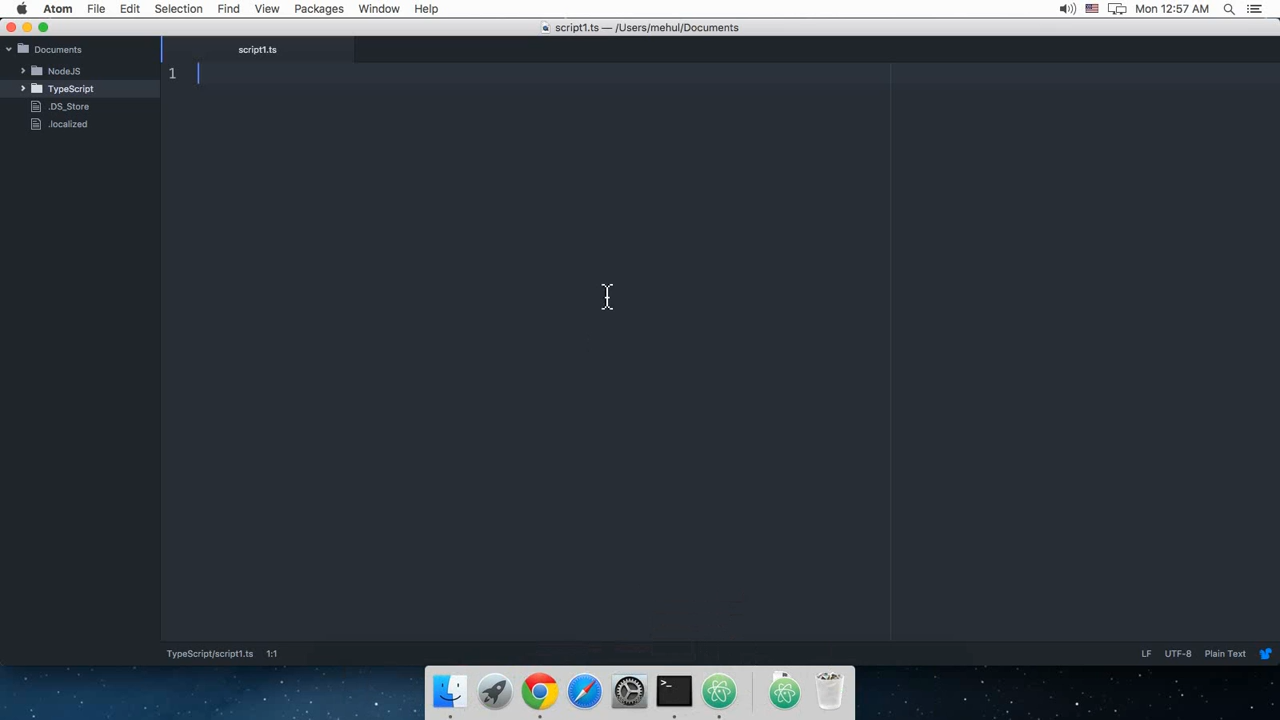 Atom File Edit Selection Find View Packages Window Help Mon 12:57 AM
script1.ts — /Users/mehul/Documents
Documents
script1.ts
NodeJS
TypeScript
.DS_Store
.localized
1
TypeScript/script1.ts 1:1 LF UTF-8 Plain Text
>_